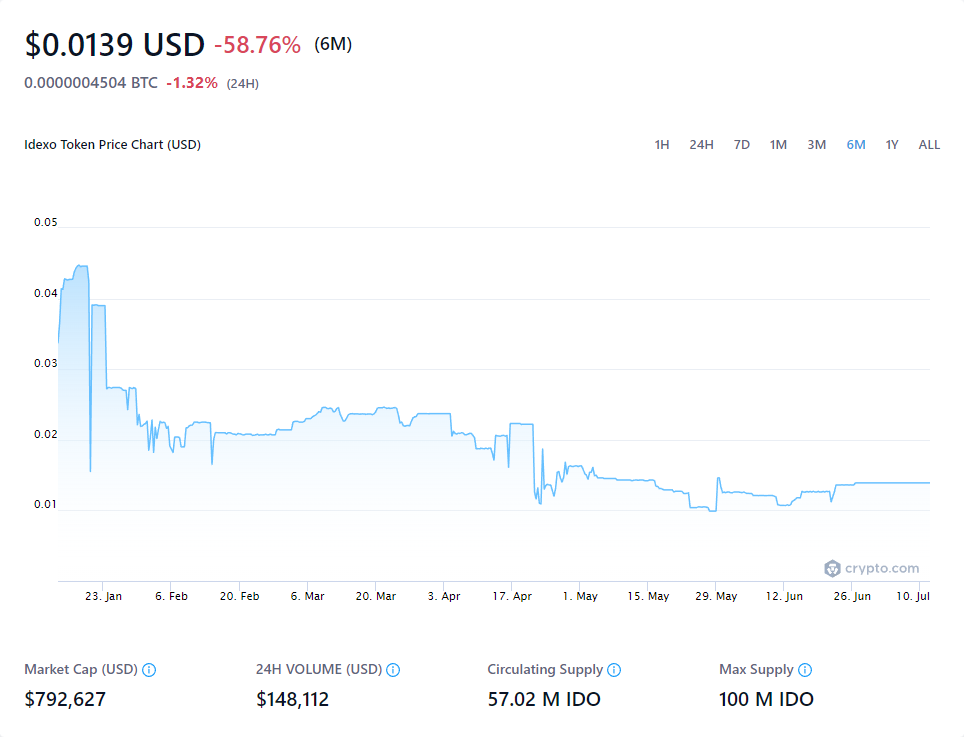 $0.0139 USD -58.76% (6M)
0.0000004504 BTC -1.32% (24H)
Idexo Token Price Chart (USD) 1H 24H 7D 1M 3M 6M 1Y ALL
0.05
0.04
0.03
0.02
0.01
crypto.com
23. Jan 6. Feb 20. Feb 6. Mar 20. Mar 3. Apr 17. Apr 1. May 15. May 29. May 12. Jun 26. Jun 10. Jul
Market Cap (USD) 24H VOLUME (USD) Circulating Supply Max Supply
$792,627 $148,112 57.02 M IDO 100 M IDO